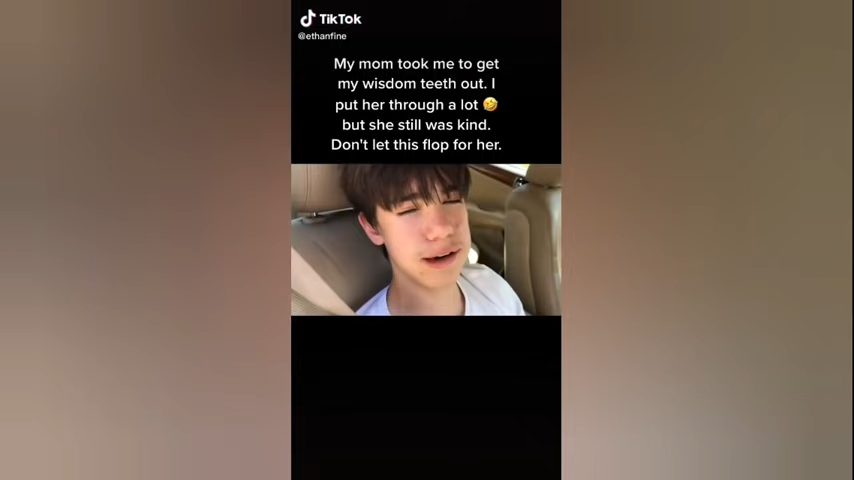 TikTok
@ethanfine
My mom took me to get
my wisdom teeth out. I
put her through a lot 🤣
but she still was kind.
Don't let this flop for her.